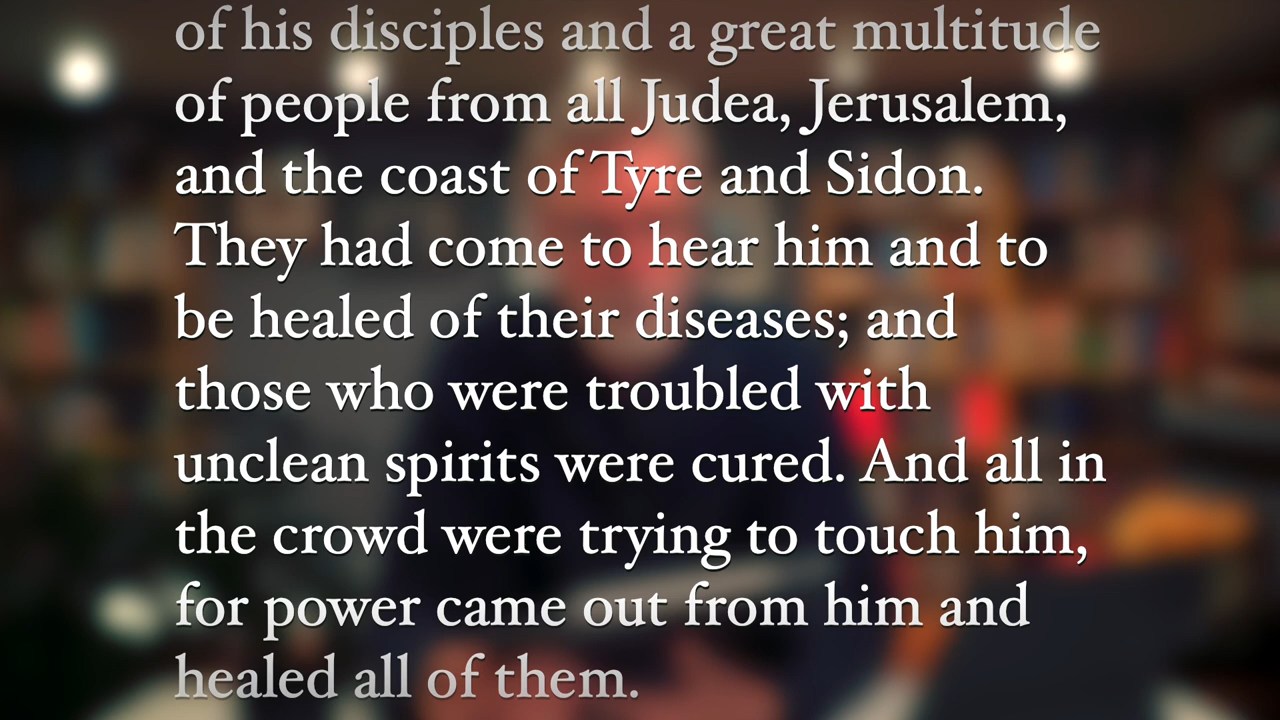 of his disciples and a great multitude
of people from all Judea, Jerusalem,
and the coast of Tyre and Sidon.
They had come to hear him and to
be healed of their diseases; and
those who were troubled with
unclean spirits were cured. And all in
the crowd were trying to touch him,
for power came out from him and
healed all of them.